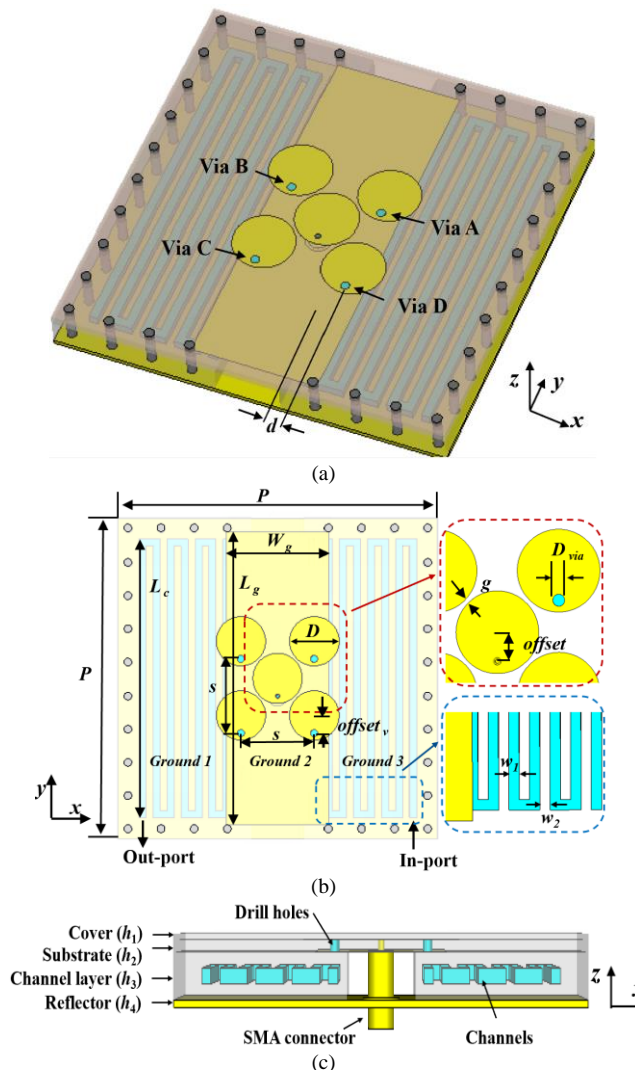 Via B
Via A
Via C
Via D
d
z
y
x
(a)
P
W_g
L_c
L_g
D
P
s
s
offset_v
Ground 1
Ground 2
Ground 3
y
x
Out-port
In-port
D_via
g
offset
w_1
w_2
(b)
Drill holes
Cover (h_1)
Substrate (h_2)
Channel layer (h_3)
Reflector (h_4)
z
SMA connector
Channels
(c)